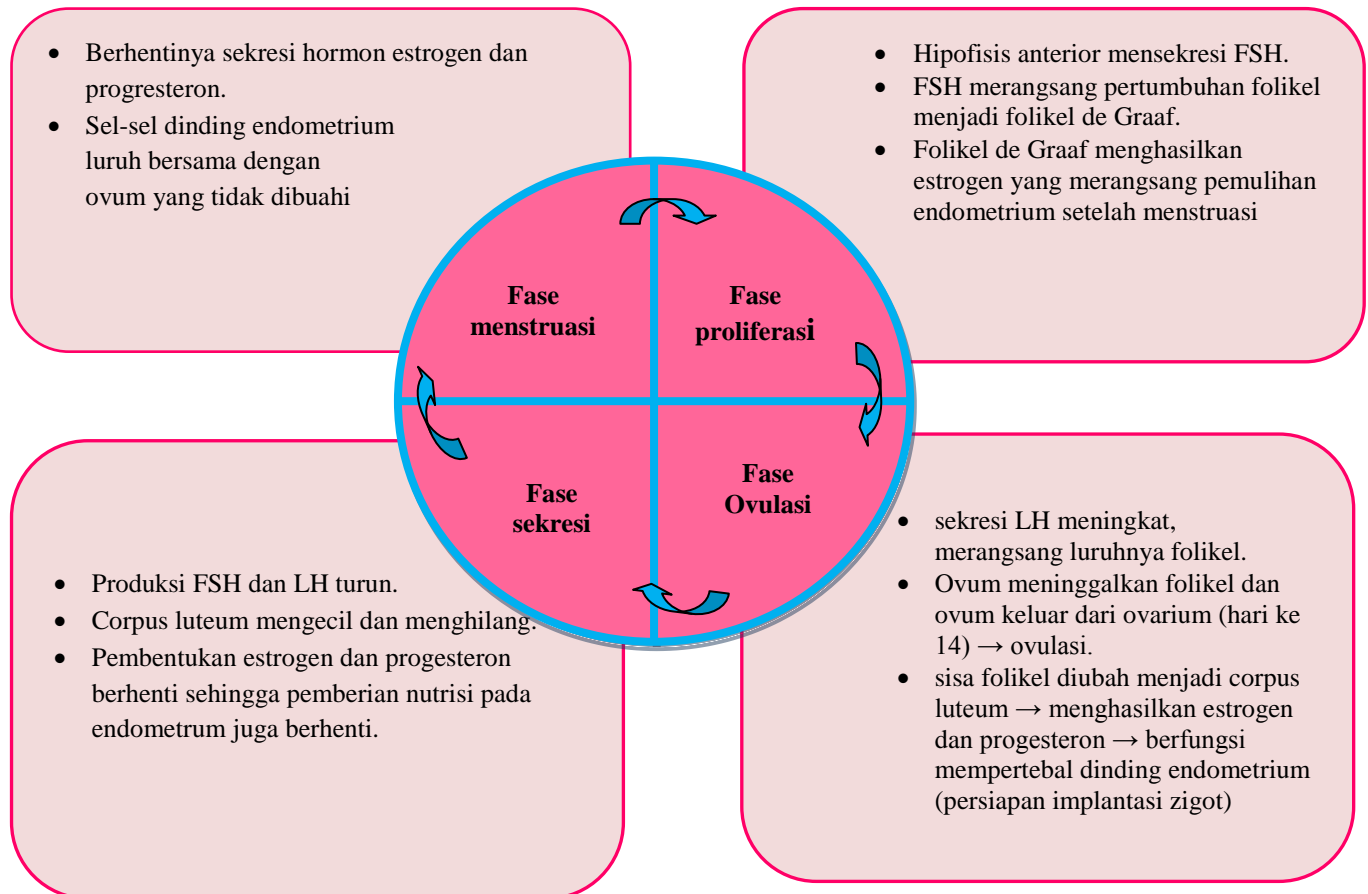 • Berhentinya sekresi hormon estrogen dan
progresteron.
• Sel-sel dinding endometrium
luruh bersama dengan
ovum yang tidak dibuahi
• Hipofisis anterior mensekresi FSH.
• FSH merangsang pertumbuhan folikel
menjadi folikel de Graaf.
• Folikel de Graaf menghasilkan
estrogen yang merangsang pemulihan
endometrium setelah menstruasi
Fase
menstruasi
Fase
proliferasi
Fase
sekresi
Fase
Ovulasi
• Produksi FSH dan LH turun.
• Corpus luteum mengecil dan menghilang.
• Pembentukan estrogen dan progesteron
berhenti sehingga pemberian nutrisi pada
endometrum juga berhenti.
• sekresi LH meningkat,
merangsang luruhnya folikel.
• Ovum meninggalkan folikel dan
ovum keluar dari ovarium (hari ke
14) → ovulasi.
• sisa folikel diubah menjadi corpus
luteum → menghasilkan estrogen
dan progesteron → berfungsi
mempertebal dinding endometrium
(persiapan implantasi zigot)